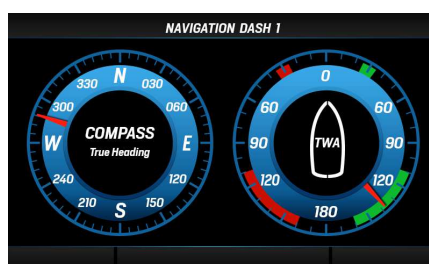 NAVIGATION DASH 1
N
330 030
300 060
COMPASS
True Heading
W E
240 120
210 150
S
0
60 60
90 TWA 90
120 120
180